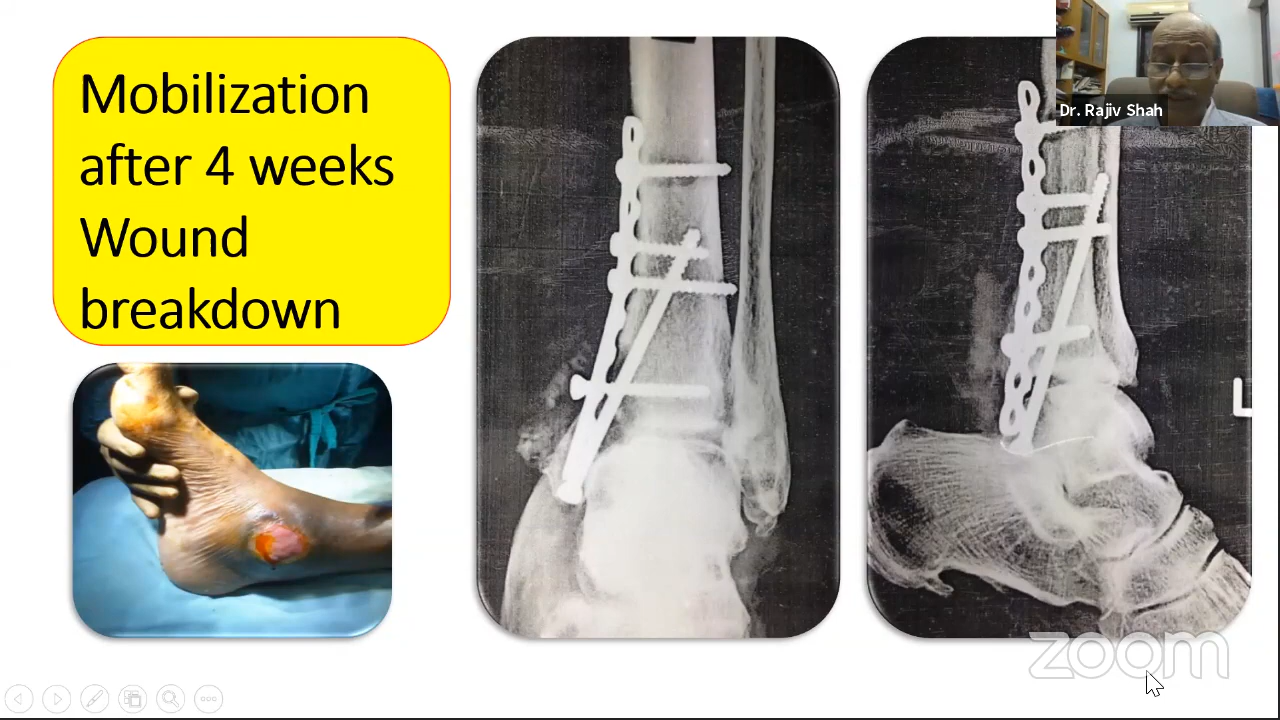 Mobilization
after 4 weeks
Wound
breakdown
Dr. Rajiv Shah
L
zoom